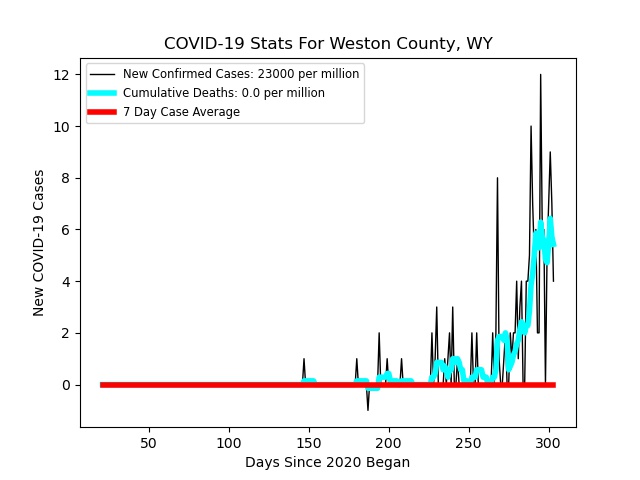 COVID-19 Stats For Weston County, WY
New Confirmed Cases: 23000 per million
Cumulative Deaths: 0.0 per million
7 Day Case Average
New COVID-19 Cases
12
10
8
6
4
2
0
50 100 150 200 250 300
Days Since 2020 Began